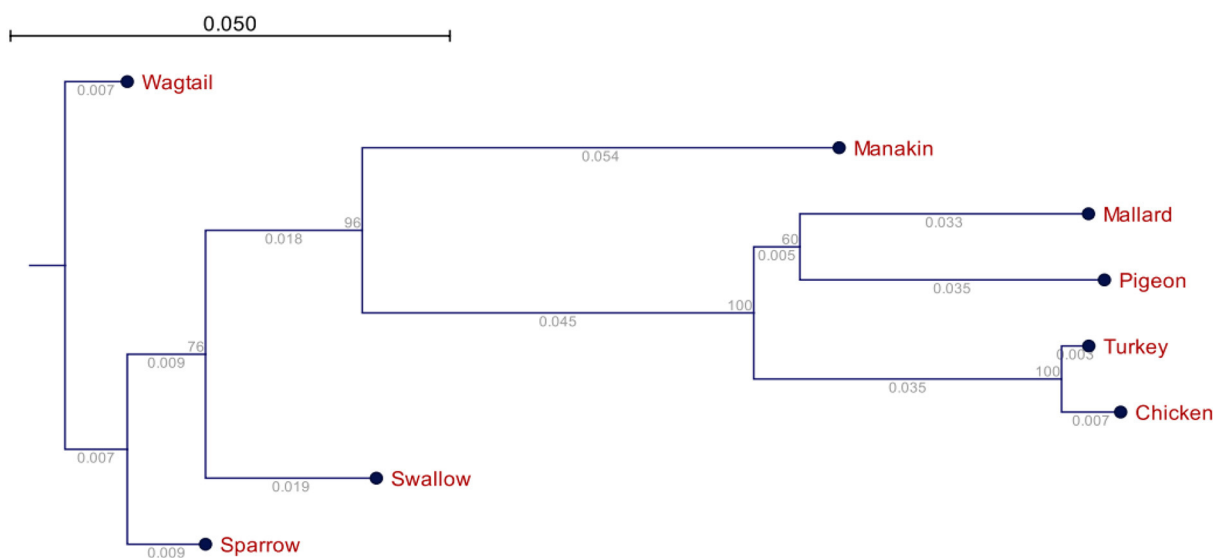 0.050
0.007 Wagtail
0.054 Manakin
0.033 Mallard
96
0.018
60
0.005
0.035 Pigeon
100
0.045
0.003 Turkey
76
0.009
100
0.035
0.007 Chicken
0.007
0.019 Swallow
0.009 Sparrow